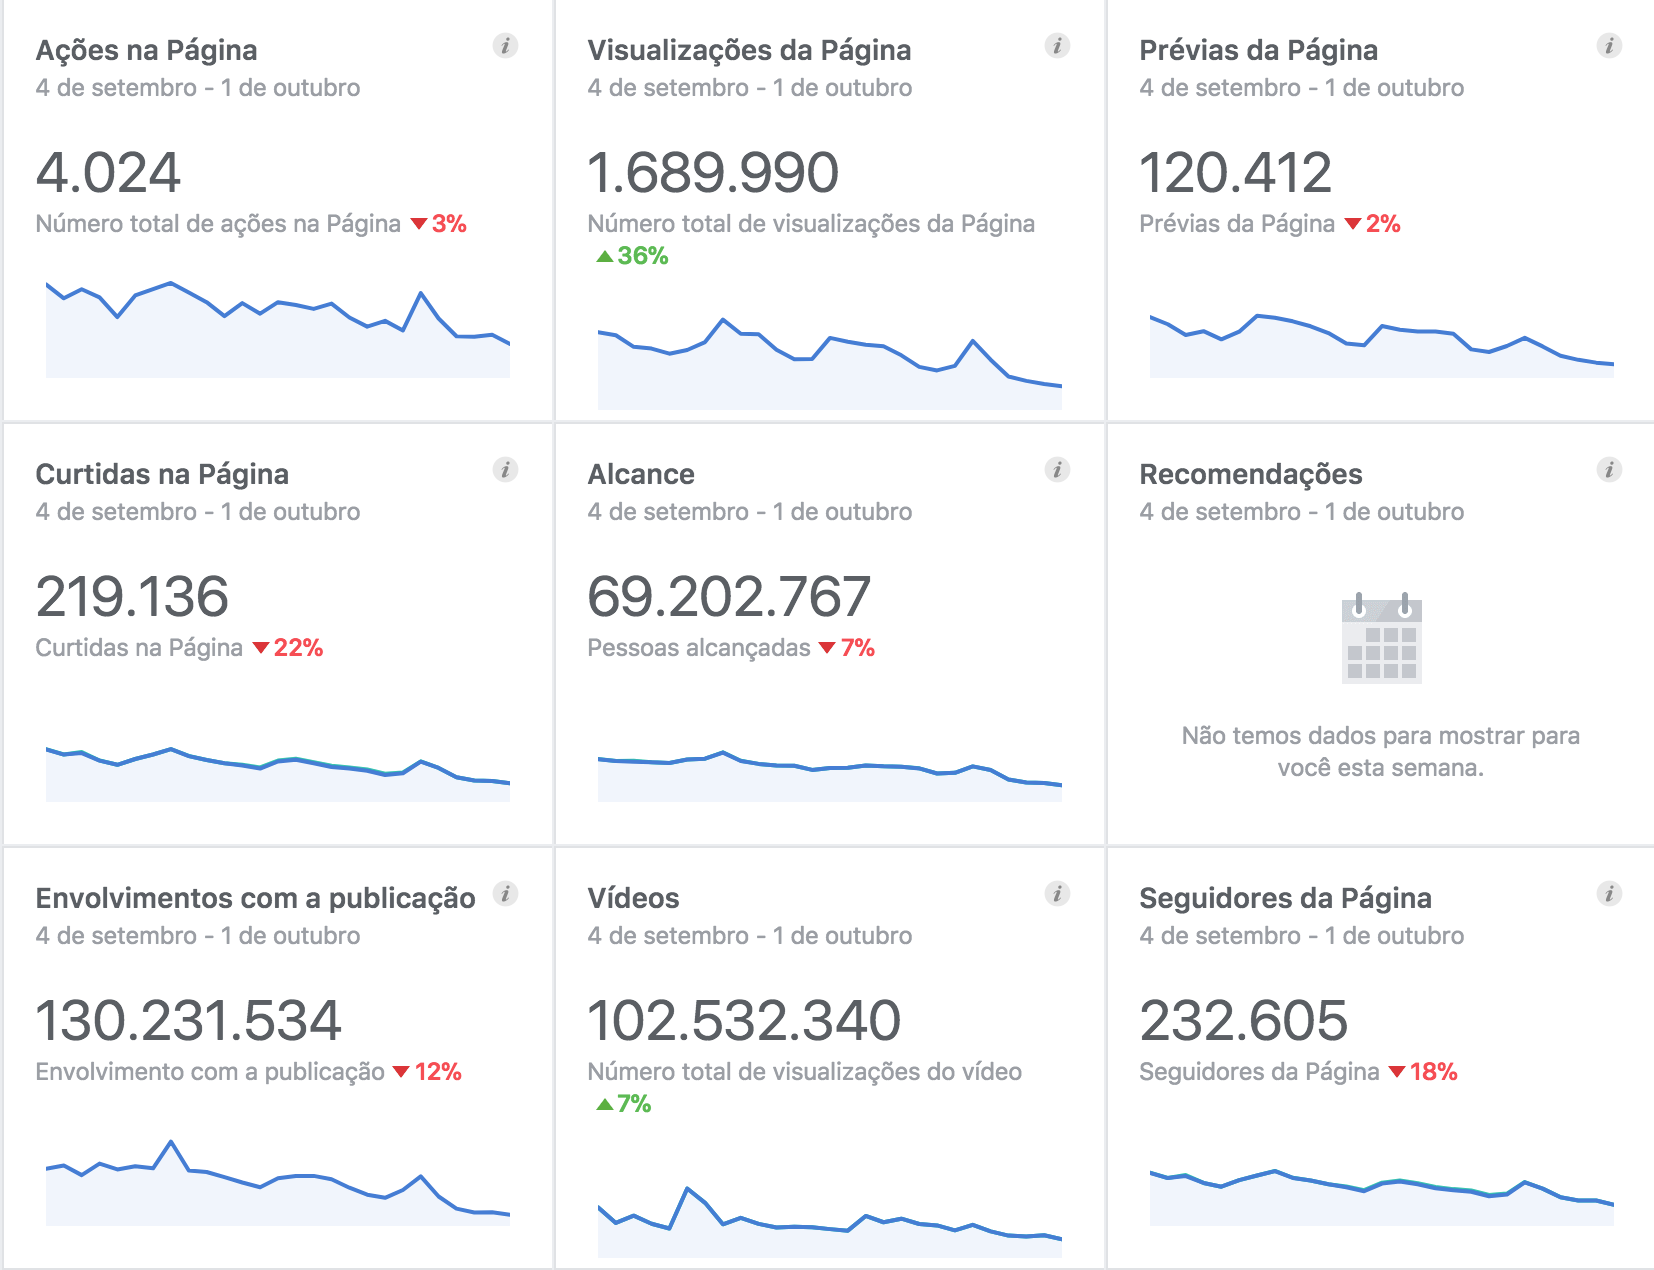 Ações na Página
4 de setembro - 1 de outubro
4.024
Número total de ações na Página ▼3%
Visualizações da Página
4 de setembro - 1 de outubro
1.689.990
Número total de visualizações da Página
▲36%
Prévias da Página
4 de setembro - 1 de outubro
120.412
Prévias da Página ▼2%
Curtidas na Página
4 de setembro - 1 de outubro
219.136
Curtidas na Página ▼22%
Alcance
4 de setembro - 1 de outubro
69.202.767
Pessoas alcançadas ▼7%
Recomendações
4 de setembro - 1 de outubro
Não temos dados para mostrar para
você esta semana.
Envolvimentos com a publicação
4 de setembro - 1 de outubro
130.231.534
Envolvimento com a publicação ▼12%
Vídeos
4 de setembro - 1 de outubro
102.532.340
Número total de visualizações do vídeo
▲7%
Seguidores da Página
4 de setembro - 1 de outubro
232.605
Seguidores da Página ▼18%